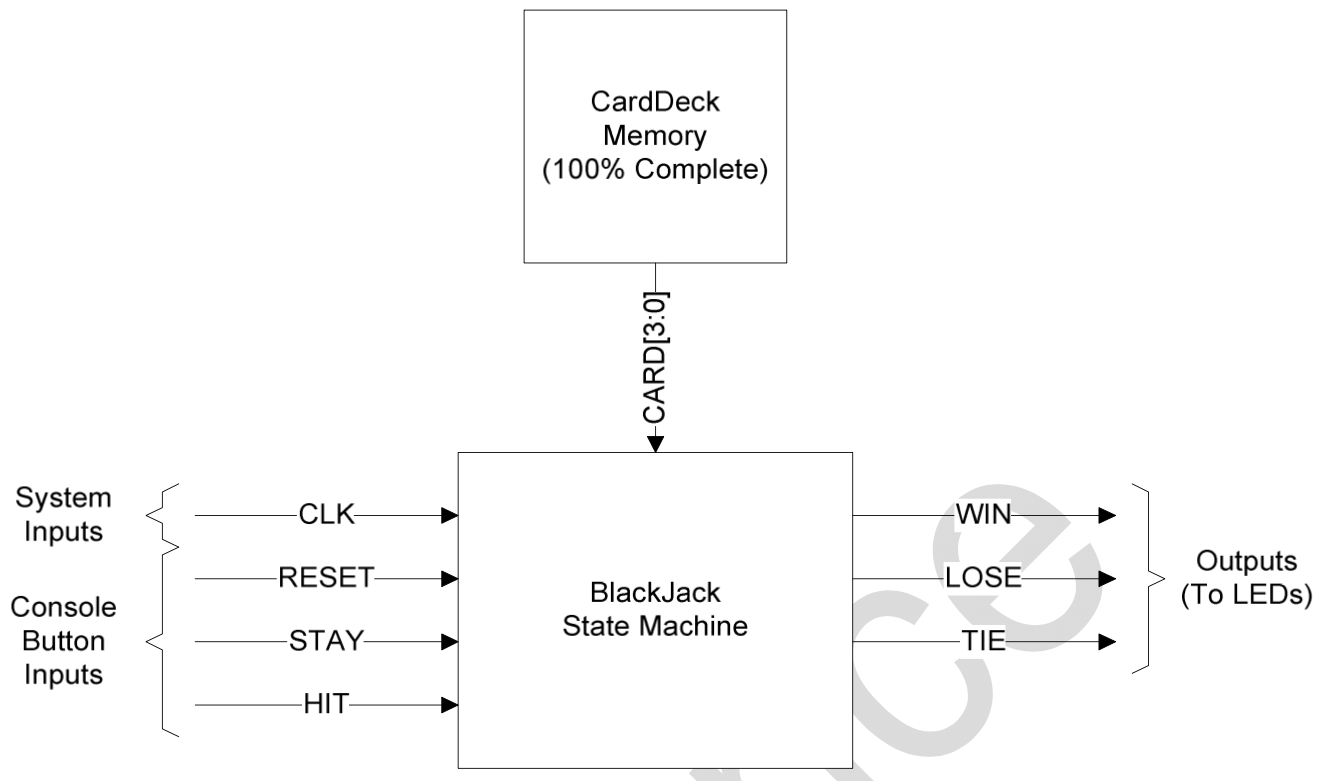 CardDeck
Memory
(100% Complete)
CARD[3:0]
System
Inputs
CLK
RESET
Console
Button
Inputs
STAY
HIT
BlackJack
State Machine
WIN
LOSE
TIE
Outputs
(To LEDs)